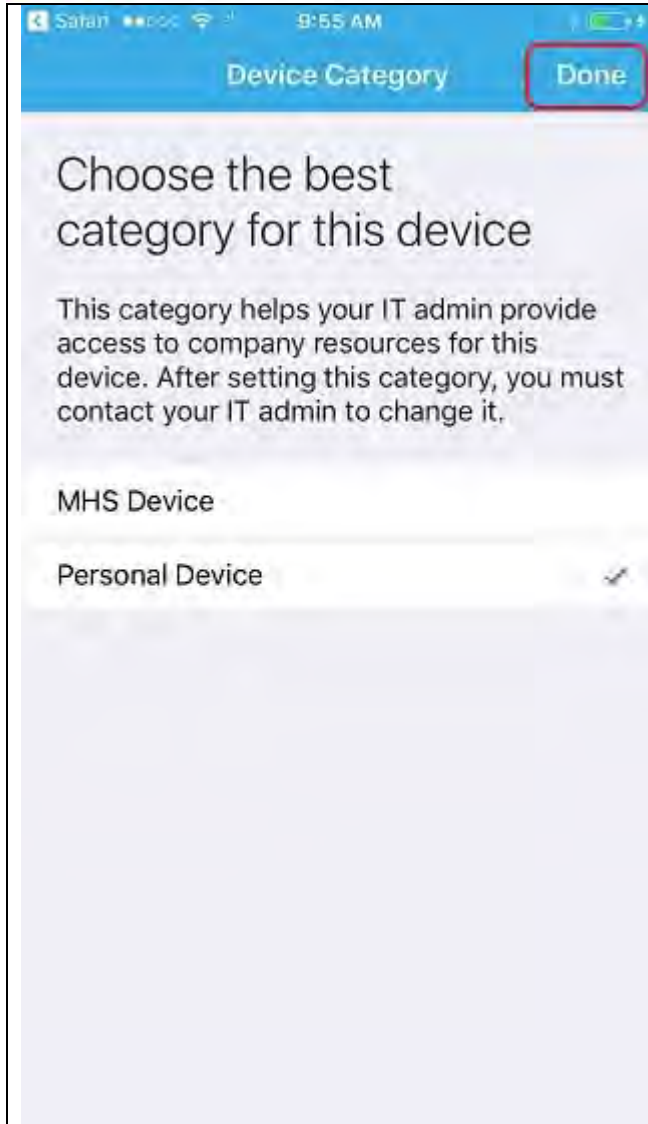 Safari 9:55 AM
Device Category Done
Choose the best
category for this device
This category helps your IT admin provide
access to company resources for this
device. After setting this category, you must
contact your IT admin to change it.
MHS Device
Personal Device